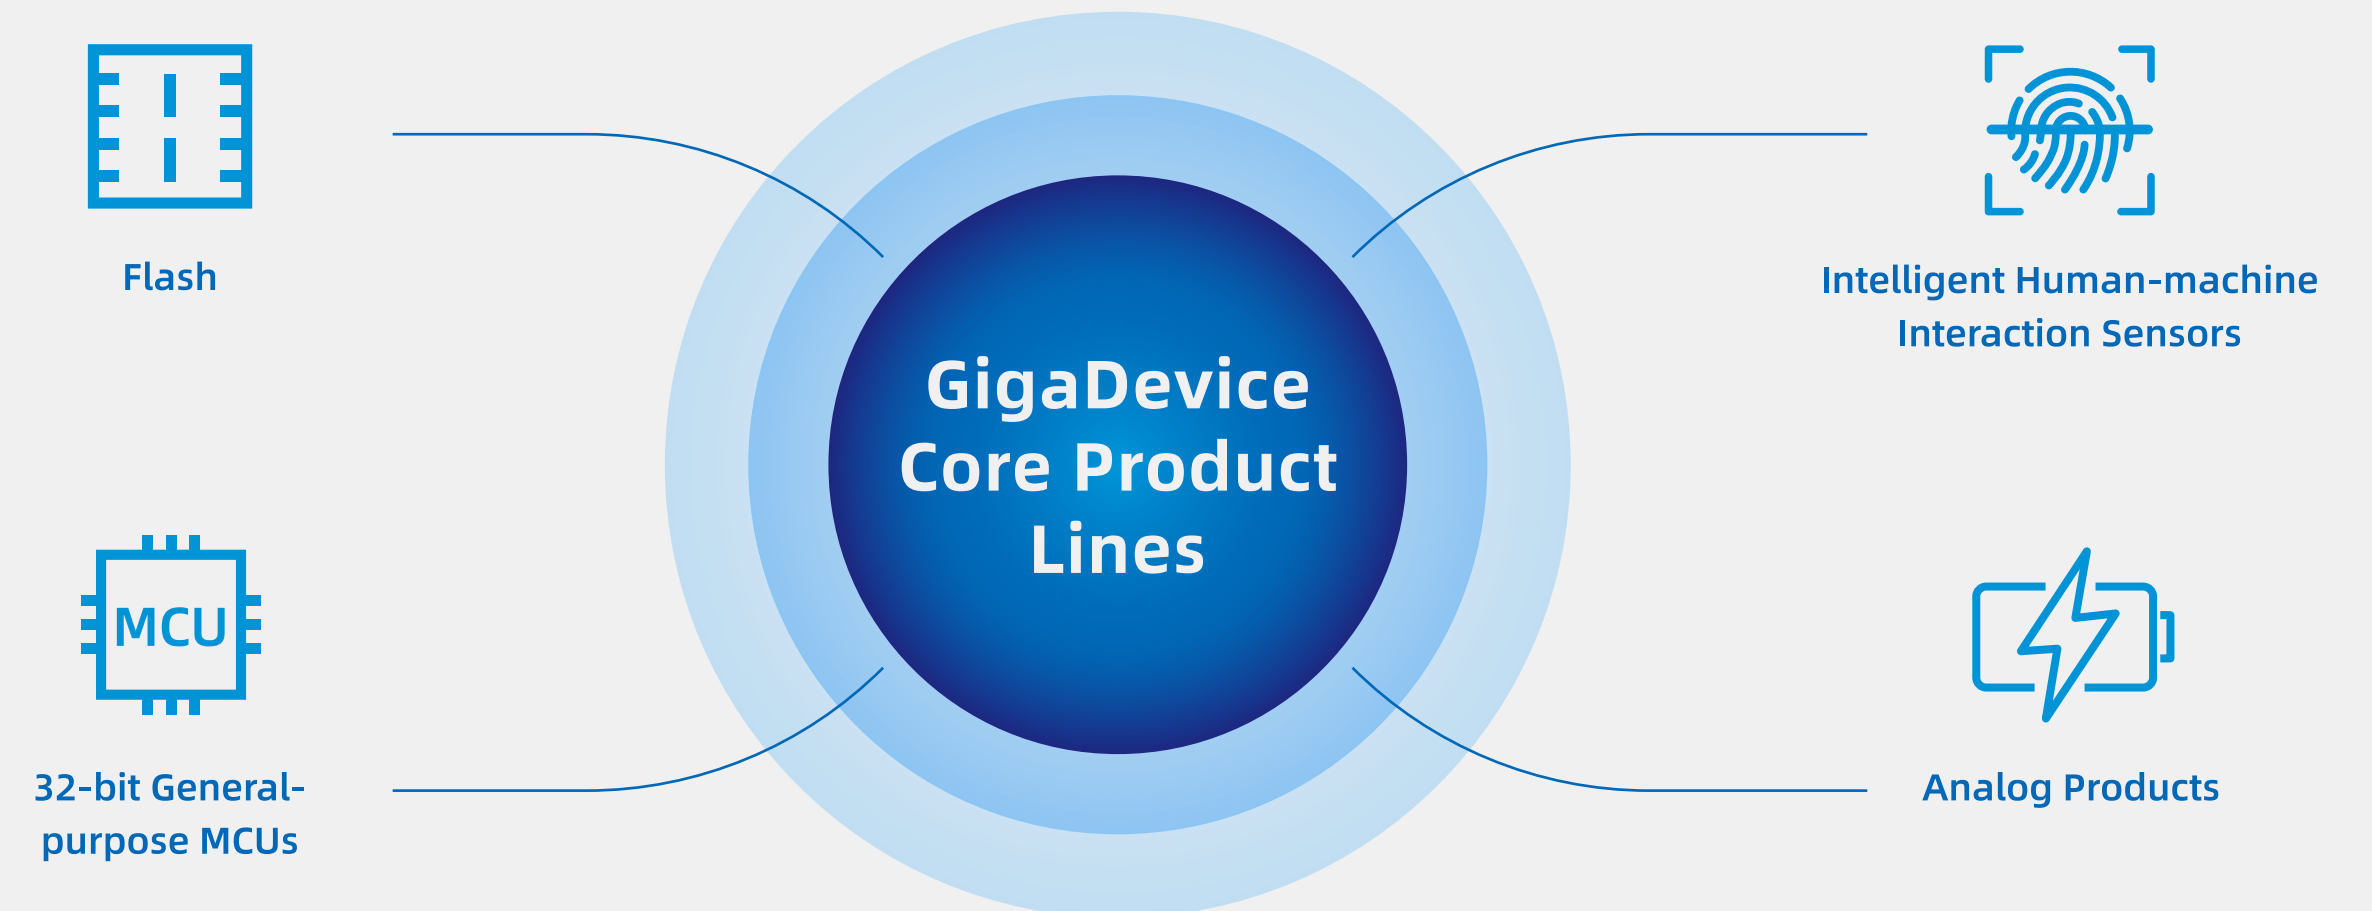 Flash
Intelligent Human-machine
Interaction Sensors
GigaDevice
Core Product
Lines
MCU
32-bit General-
purpose MCUs
Analog Products